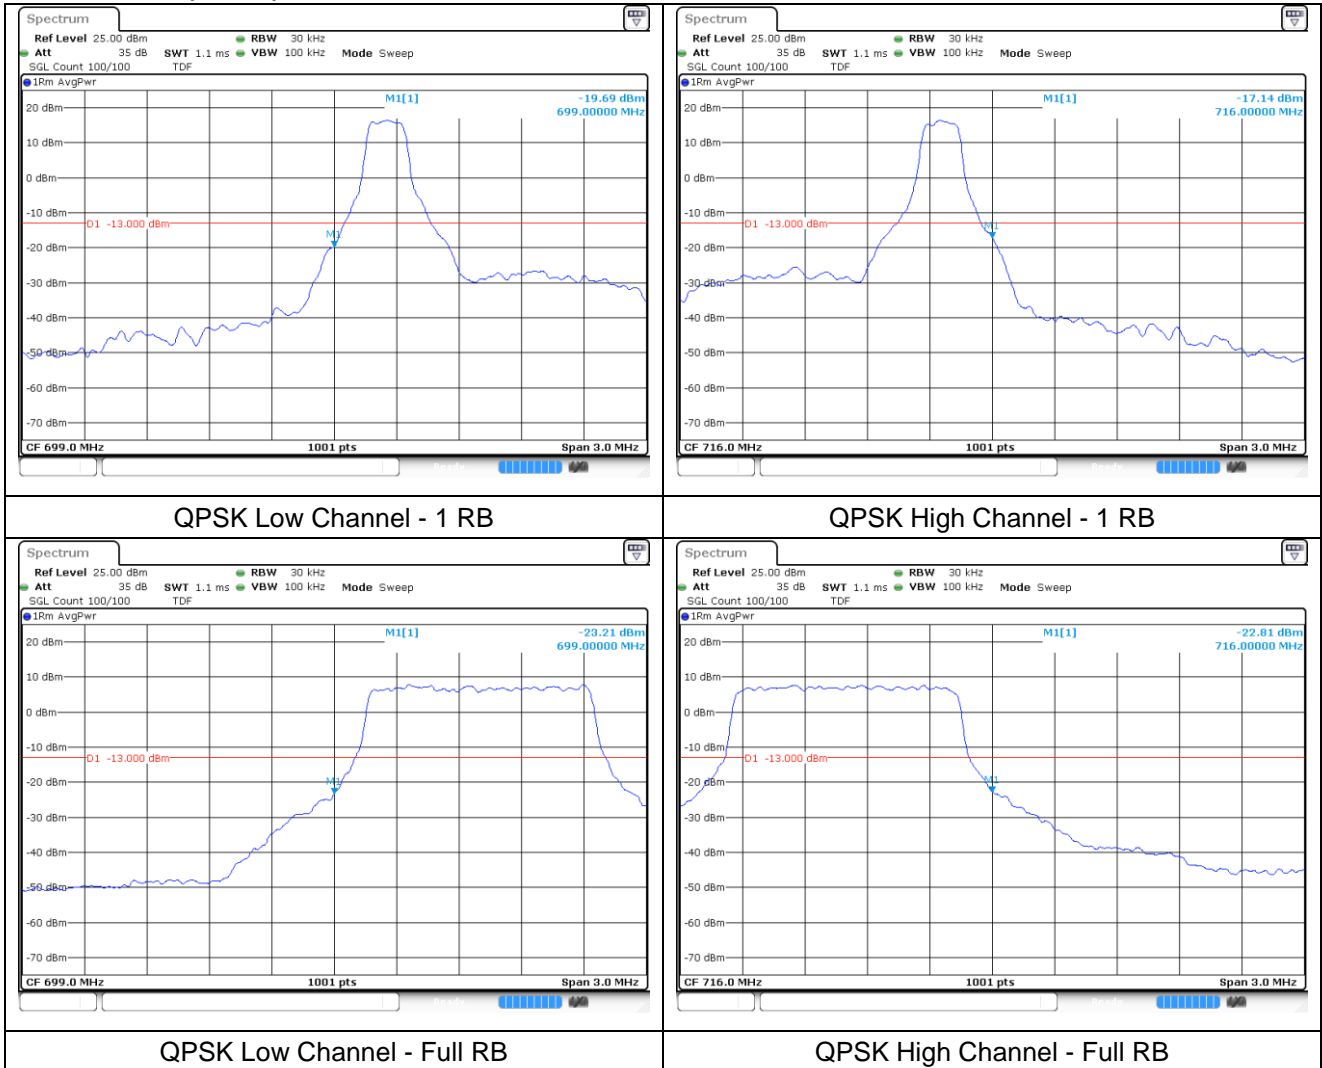 Spectrum
Ref Level 25.00 dBm RBW 30 kHz
Att 35 dB SWT 1.1 ms VBW 100 kHz Mode Sweep
SGL Count 100/100 TDF
1Rm AvgPwr
M1[1] -19.69 dBm
699.00000 MHz
20 dBm
10 dBm
0 dBm
-10 dBm
D1 -13.000 dBm
M1
-20 dBm
-30 dBm
-40 dBm
-50 dBm
-60 dBm
-70 dBm
CF 699.0 MHz 1001 pts Span 3.0 MHz
QPSK Low Channel - 1 RB
Spectrum
Ref Level 25.00 dBm RBW 30 kHz
Att 35 dB SWT 1.1 ms VBW 100 kHz Mode Sweep
SGL Count 100/100 TDF
1Rm AvgPwr
M1[1] -17.14 dBm
716.00000 MHz
20 dBm
10 dBm
0 dBm
-10 dBm
D1 -13.000 dBm
M1
-20 dBm
-30 dBm
-40 dBm
-50 dBm
-60 dBm
-70 dBm
CF 716.0 MHz 1001 pts Span 3.0 MHz
QPSK High Channel - 1 RB
Spectrum
Ref Level 25.00 dBm RBW 30 kHz
Att 35 dB SWT 1.1 ms VBW 100 kHz Mode Sweep
SGL Count 100/100 TDF
1Rm AvgPwr
M1[1] -23.21 dBm
699.00000 MHz
20 dBm
10 dBm
0 dBm
-10 dBm
D1 -13.000 dBm
M1
-20 dBm
-30 dBm
-40 dBm
-50 dBm
-60 dBm
-70 dBm
CF 699.0 MHz 1001 pts Span 3.0 MHz
QPSK Low Channel - Full RB
Spectrum
Ref Level 25.00 dBm RBW 30 kHz
Att 35 dB SWT 1.1 ms VBW 100 kHz Mode Sweep
SGL Count 100/100 TDF
1Rm AvgPwr
M1[1] -22.81 dBm
716.00000 MHz
20 dBm
10 dBm
0 dBm
-10 dBm
D1 -13.000 dBm
M1
-20 dBm
-30 dBm
-40 dBm
-50 dBm
-60 dBm
-70 dBm
CF 716.0 MHz 1001 pts Span 3.0 MHz
QPSK High Channel - Full RB